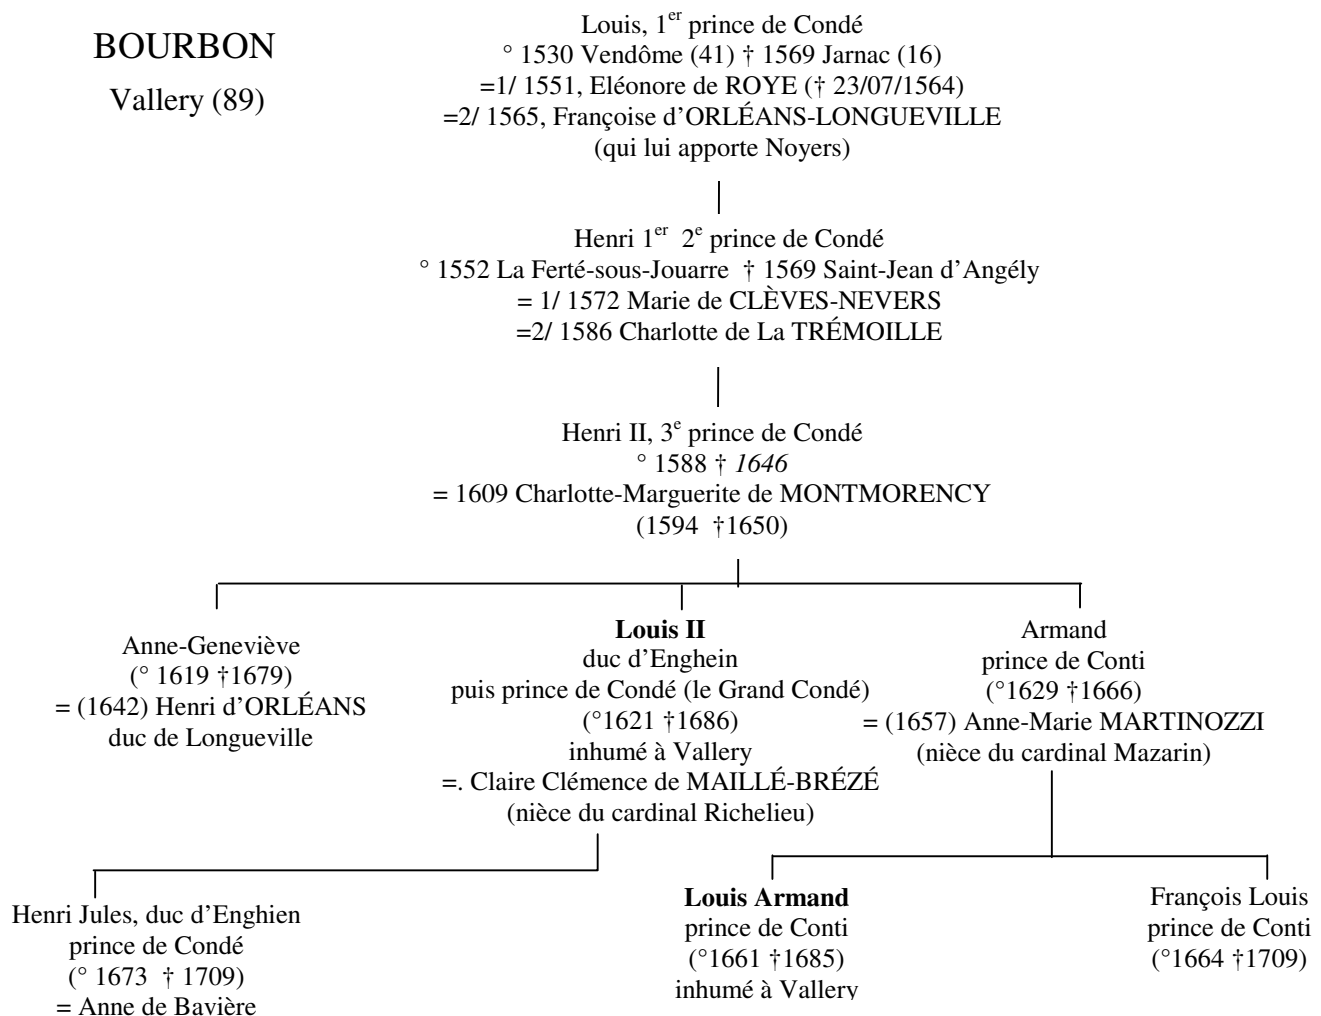 BOURBON
Vallery (89)
Louis, 1er prince de Condé
° 1530 Vendôme (41) † 1569 Jarnac (16)
=1/ 1551, Eléonore de ROYE († 23/07/1564)
=2/ 1565, Françoise d’ORLÉANS-LONGUEVILLE
(qui lui apporte Noyers)
Henri 1er 2e prince de Condé
° 1552 La Ferté-sous-Jouarre † 1569 Saint-Jean d’Angély
= 1/ 1572 Marie de CLÈVES-NEVERS
=2/ 1586 Charlotte de La TRÉMOILLE
Henri II, 3e prince de Condé
° 1588 † 1646
= 1609 Charlotte-Marguerite de MONTMORENCY
(1594 †1650)
Anne-Geneviève
(° 1619 †1679)
= (1642) Henri d’ORLÉANS
duc de Longueville
Louis II
duc d’Enghein
puis prince de Condé (le Grand Condé)
(°1621 †1686)
inhumé à Vallery
=. Claire Clémence de MAILLÉ-BRÉZÉ
(nièce du cardinal Richelieu)
Armand
prince de Conti
(°1629 †1666)
= (1657) Anne-Marie MARTINOZZI
(nièce du cardinal Mazarin)
Henri Jules, duc d’Enghien
prince de Condé
(° 1673 † 1709)
= Anne de Bavière
Louis Armand
prince de Conti
(°1661 †1685)
inhumé à Vallery
François Louis
prince de Conti
(°1664 †1709)